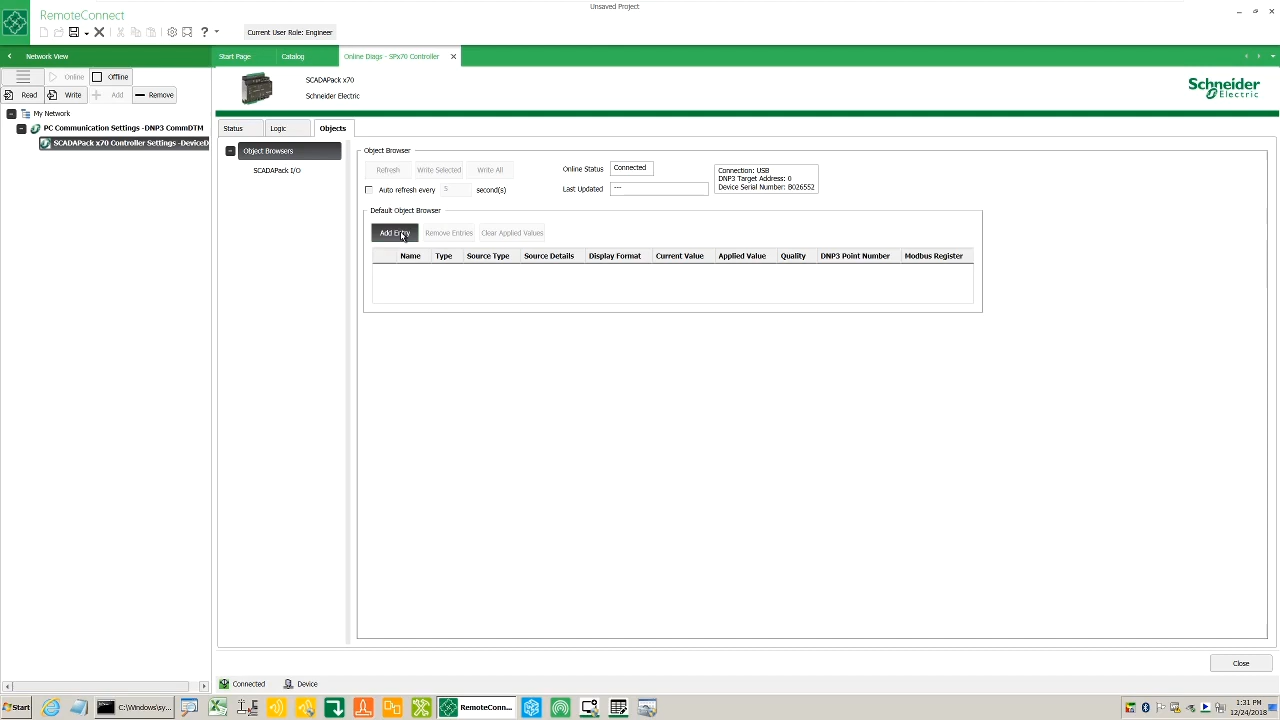 Unsaved Project
RemoteConnect
Current User Role: Engineer
Network View
Start Page
Catalog
Online Diags - SPx70 Controller
Online
Offline
Read
Write
Add
Remove
SCADAPack x70
Schneider Electric
Schneider
Electric
My Network
PC Communication Settings -DNP3 CommDTM
SCADAPack x70 Controller Settings -DeviceD
Status
Logic
Objects
Object Browsers
SCADAPack I/O
Object Browser
Refresh
Write Selected
Write All
Online Status
Connected
Connection: USB
DNP3 Target Address: 0
Device Serial Number: B026552
Auto refresh every
5
second(s)
Last Updated
---
Default Object Browser
Add Entry
Remove Entries
Clear Applied Values
Name
Type
Source Type
Source Details
Display Format
Current Value
Applied Value
Quality
DNP3 Point Number
Modbus Register
Close
Connected
Device
Start
C:\Windows\sy...
RemoteConn...
1:31 PM
12/24/2018